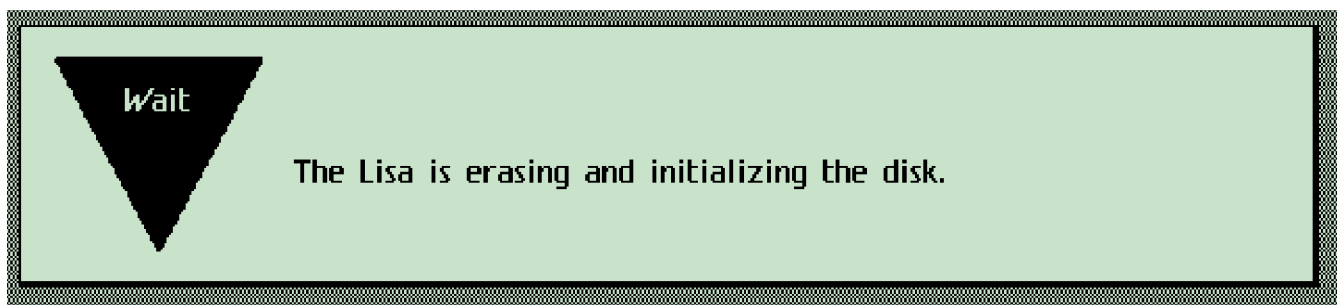 Wait
The Lisa is erasing and initializing the disk.